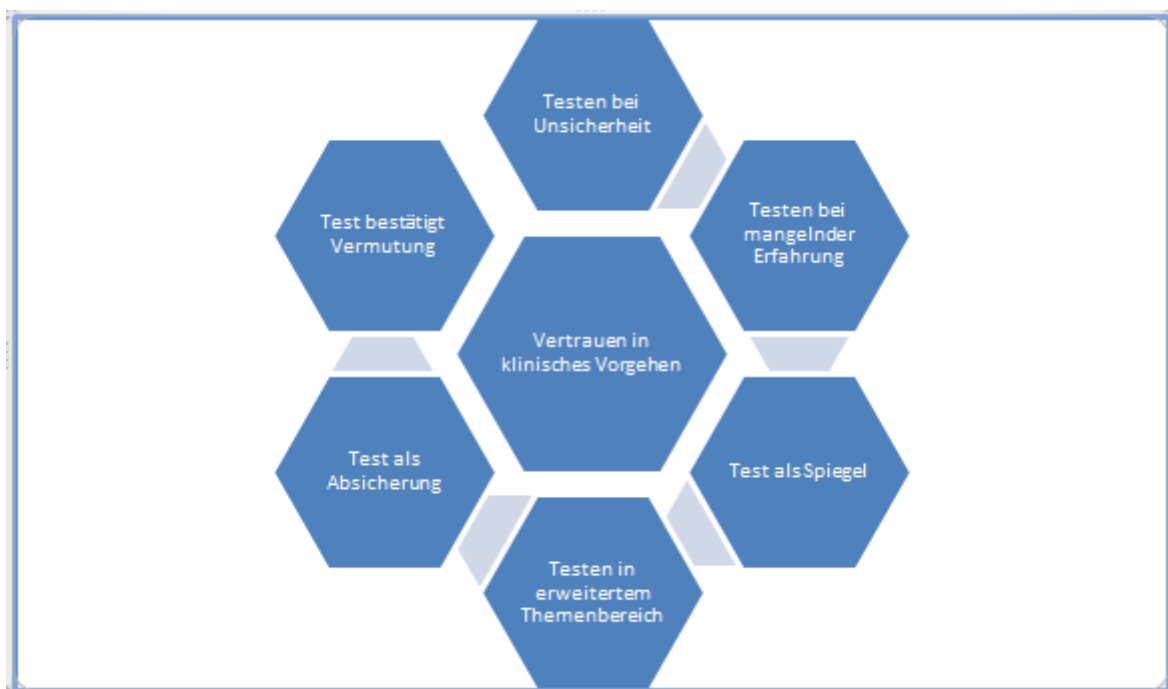 Testen bei
Unsicherheit
Test bestätigt
Vermutung
Testen bei
mangelnder
Erfahrung
Vertrauen in
klinisches Vorgehen
Test als
Absicherung
Test als Spiegel
Testen in
erweitertem
Themenbereich